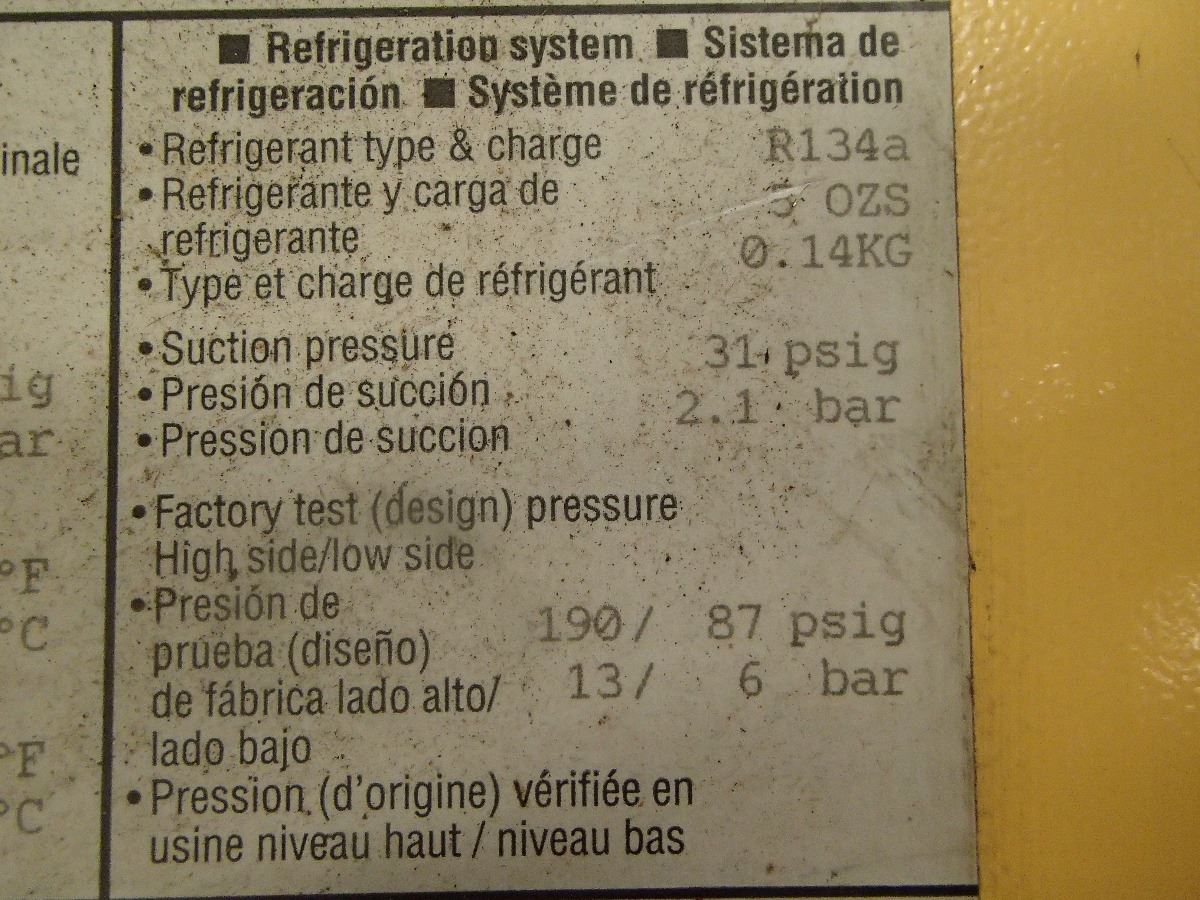 ■ Refrigeration system ■ Sistema de
refrigeración ■ Système de réfrigération
• Refrigerant type & charge R134a
• Refrigerante y carga de
refrigerante
• Type et charge de réfrigérant
5 OZS
0.14KG
• Suction pressure 31 psig
• Presión de succión 2.1 bar
• Pression de succion
• Factory test (design) pressure
High side/low side
• Presión de
prueba (diseño)
de fábrica lado alto/
lado bajo
190/ 87 psig
13/ 6 bar
• Pression (d'origine) vérifiée en
usine niveau haut / niveau bas
inale
ig
ar
°F
°C
°F
°C